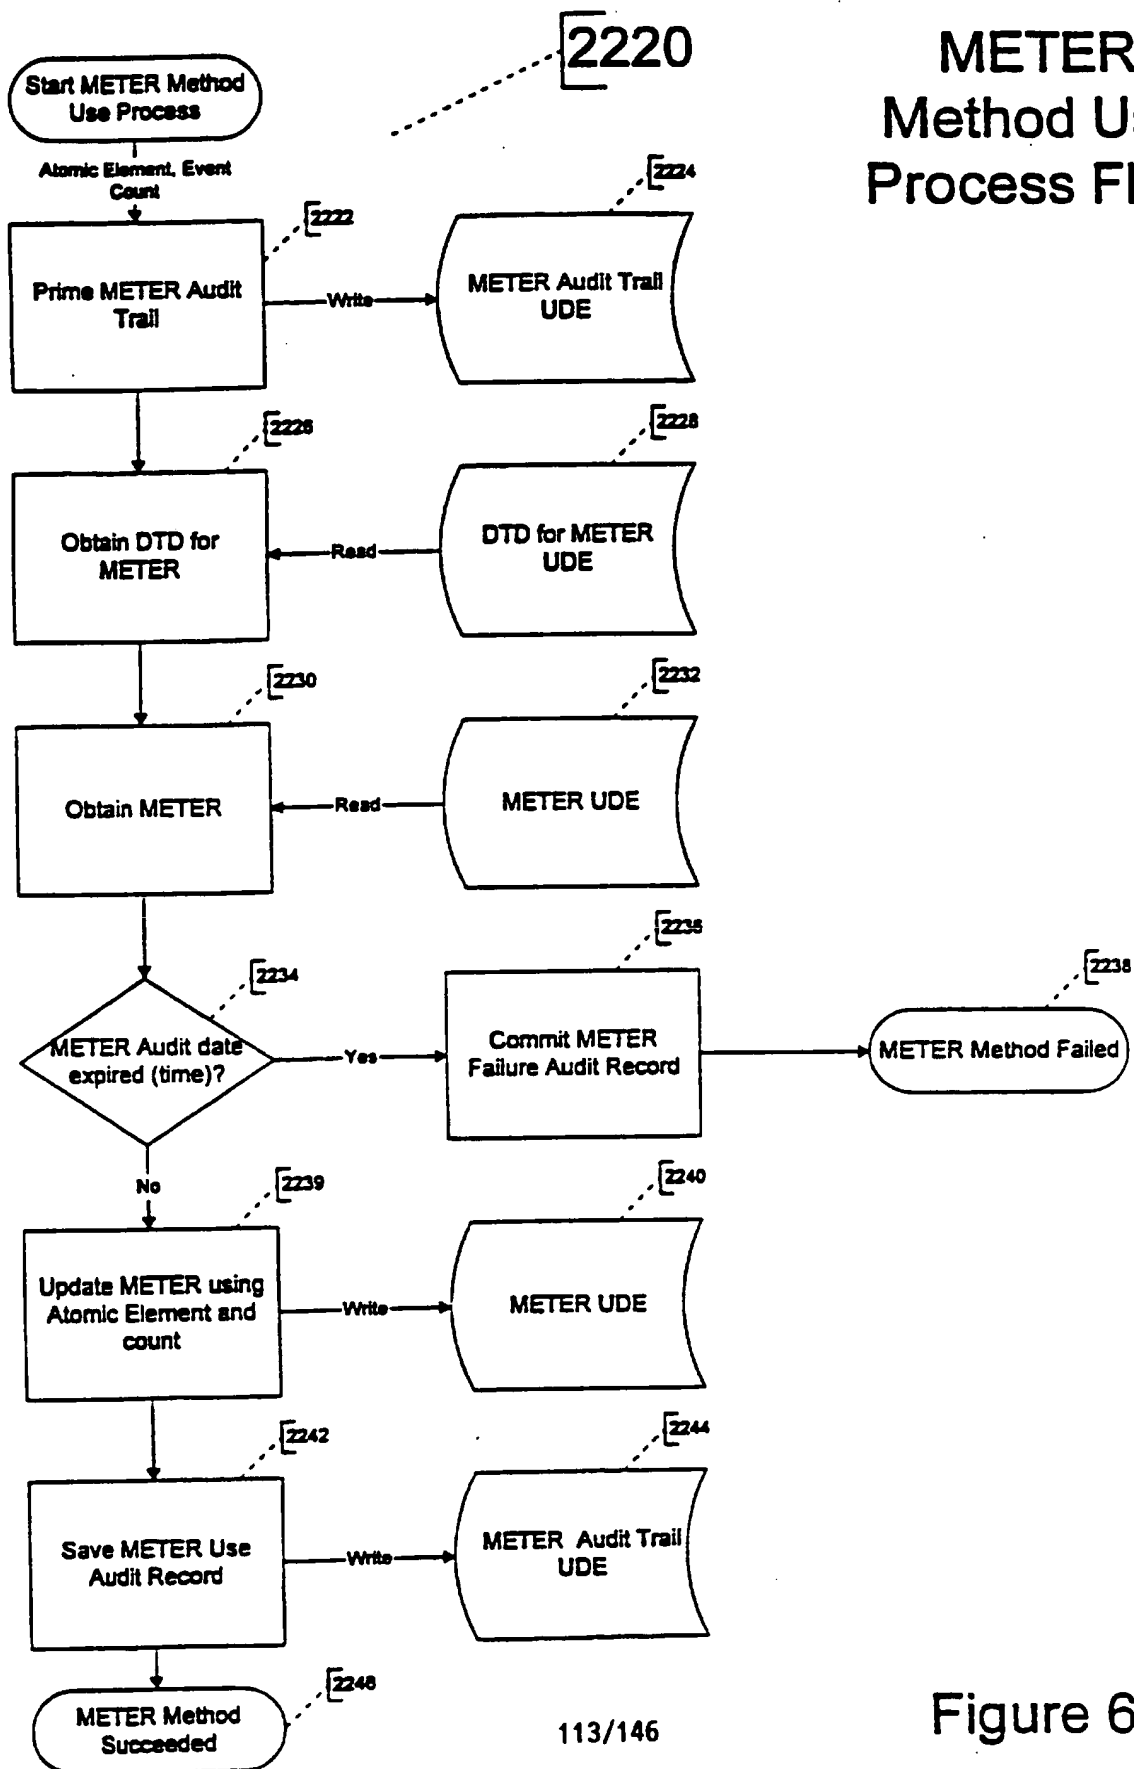 2220
METER
Method Us
Process Fl
Start METER Method
Use Process
Atomic Element, Event
Count
2222
2224
Prime METER Audit
Trail
Write
METER Audit Trail
UDE
2226
2228
Obtain DTD for
METER
Read
DTD for METER
UDE
2230
2232
Obtain METER
Read
METER UDE
2234
2236
2238
METER Audit date
expired (time)?
Yes
Commit METER
Failure Audit Record
METER Method Failed
No
2239
2240
Update METER using
Atomic Element and
count
Write
METER UDE
2242
2244
Save METER Use
Audit Record
Write
METER Audit Trail
UDE
2246
METER Method
Succeeded
113/146
Figure 6